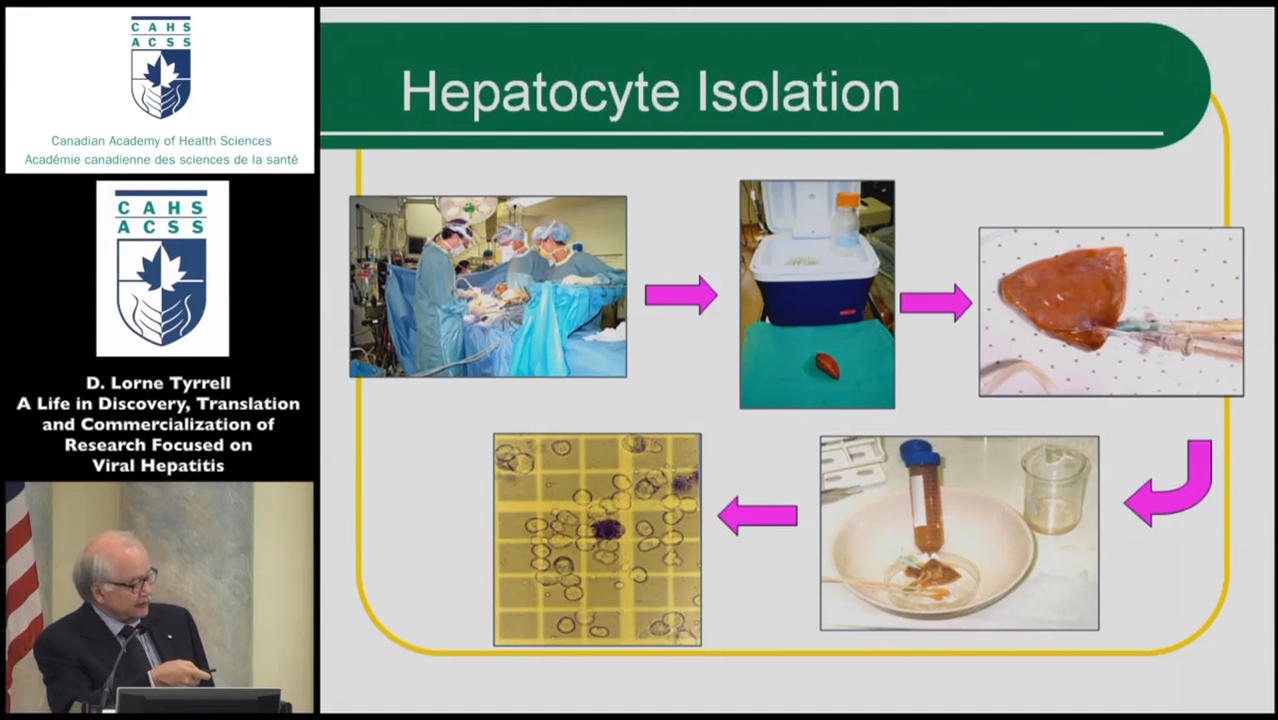 CAHS
ACSS
Canadian Academy of Health Sciences
Académie canadienne des sciences de la santé
CAHS
ACSS
D. Lorne Tyrrell
A Life in Discovery, Translation
and Commercialization of
Research Focused on
Viral Hepatitis
Hepatocyte Isolation